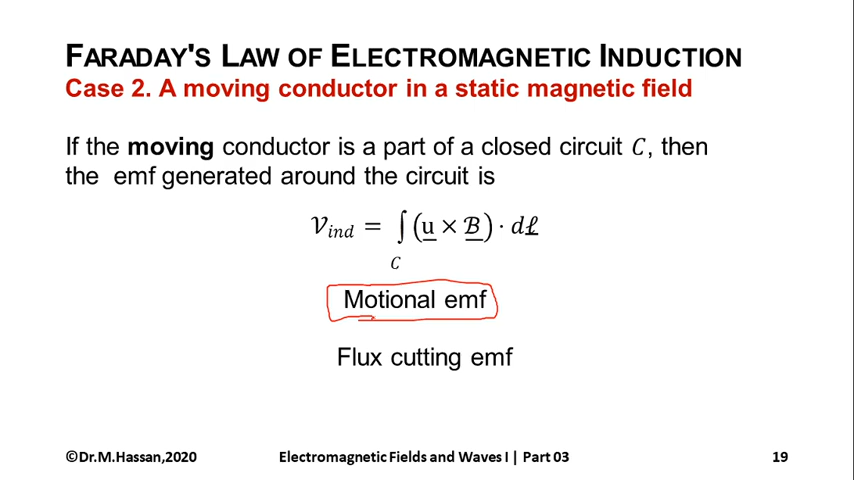 FARADAY'S LAW OF ELECTROMAGNETIC INDUCTION
Case 2. A moving conductor in a static magnetic field
If the moving conductor is a part of a closed circuit C, then
the emf generated around the circuit is
𝒱ind = ∫C (u × ℬ) · dℓ
Motional emf
Flux cutting emf
©Dr.M.Hassan,2020 Electromagnetic Fields and Waves I | Part 03 19